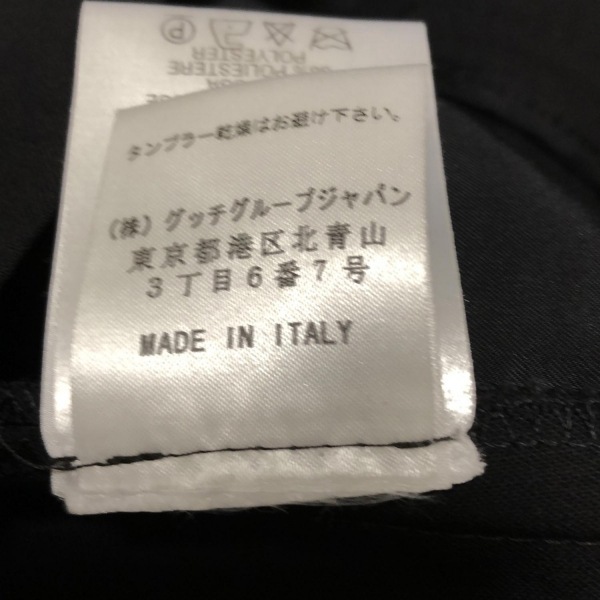 POLYESTER
POLIESTERE
タンブラー乾燥はお避け下さい。
(株) グッチグループジャパン
東京都港区北青山
3丁目6番7号
MADE IN ITALY